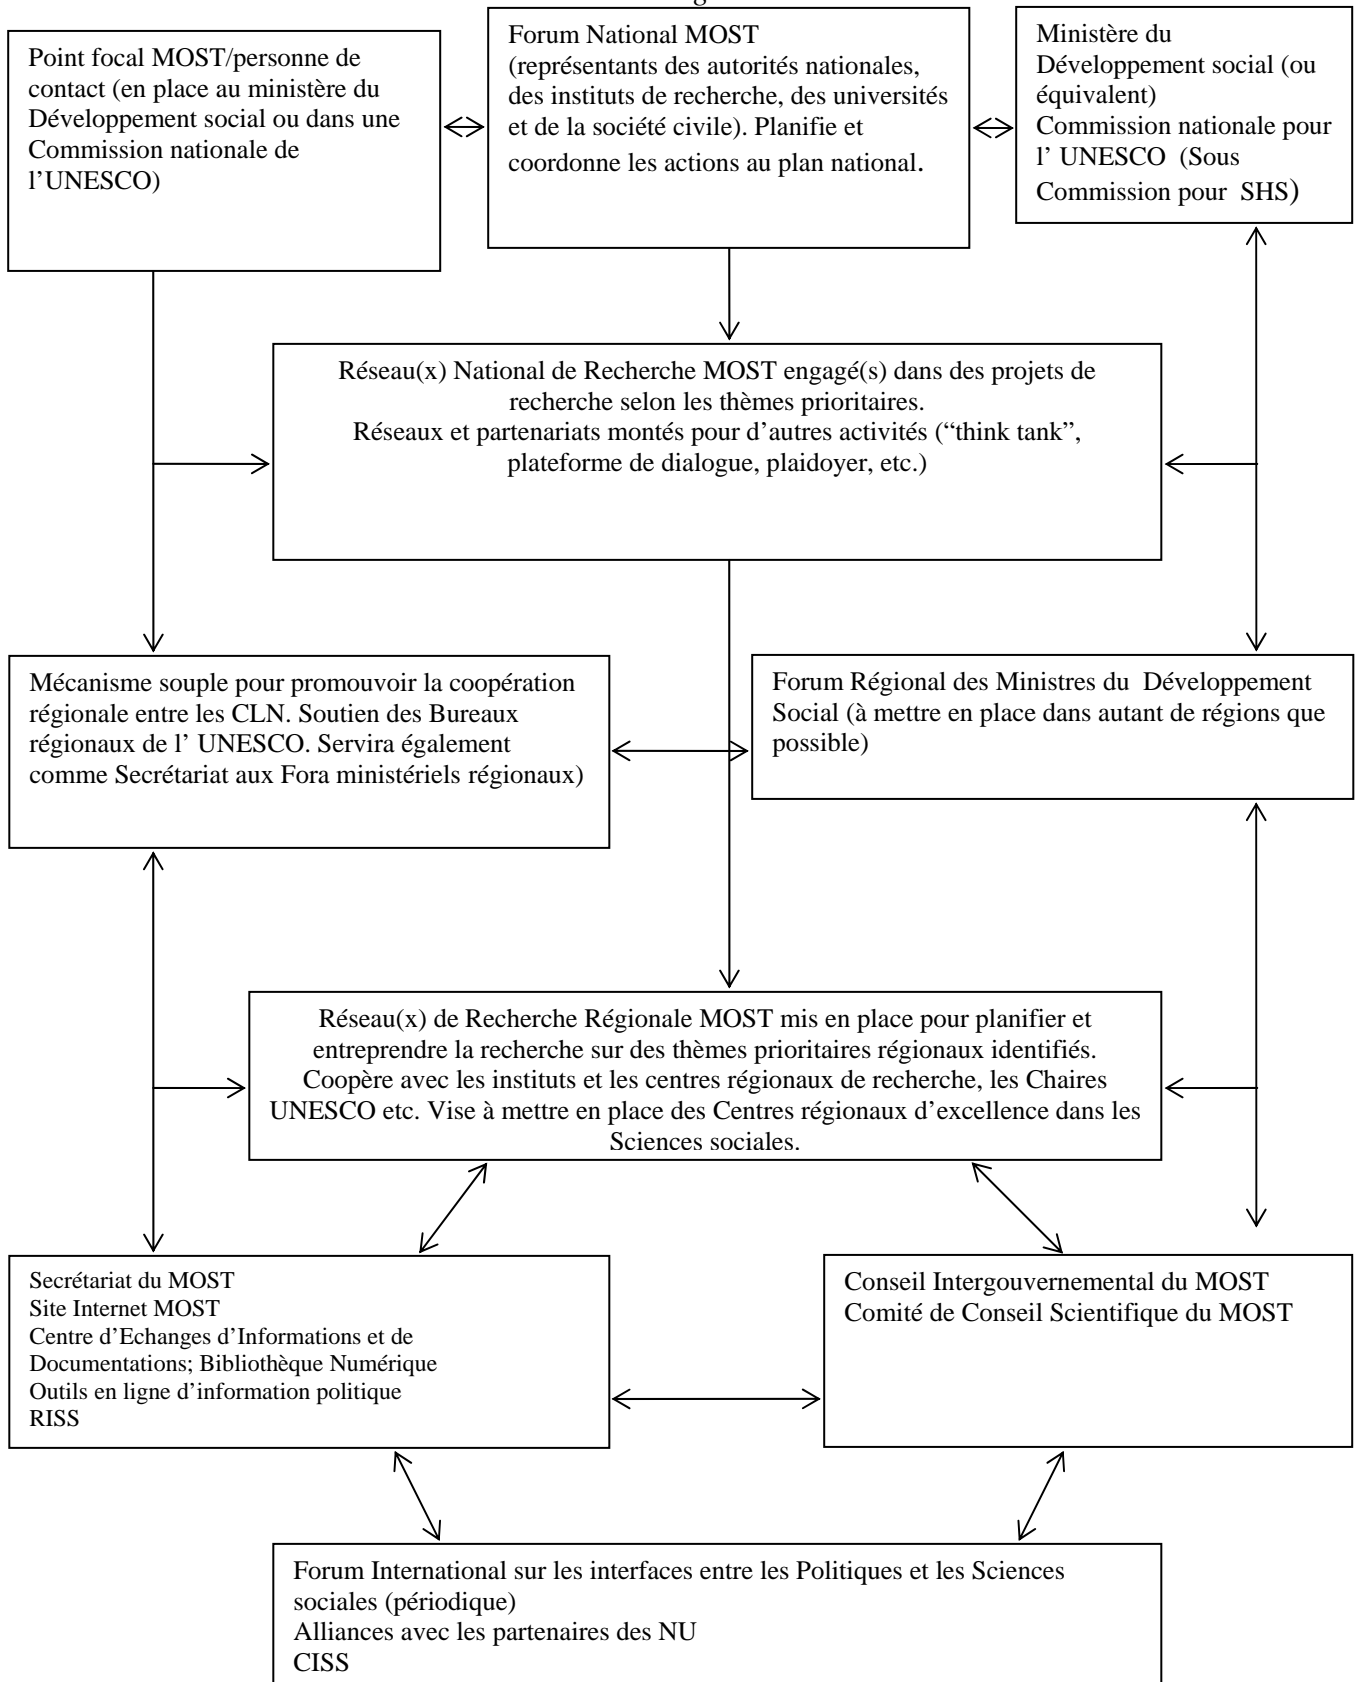 Point focal MOST/personne de
contact (en place au ministère du
Développement social ou dans une
Commission nationale de
l’UNESCO)
Forum National MOST
(représentants des autorités nationales,
des instituts de recherche, des universités
et de la société civile). Planifie et
coordonne les actions au plan national.
Ministère du
Développement social (ou
équivalent)
Commission nationale pour
l’ UNESCO (Sous
Commission pour SHS)
Réseau(x) National de Recherche MOST engagé(s) dans des projets de
recherche selon les thèmes prioritaires.
Réseaux et partenariats montés pour d’autres activités (“think tank”,
plateforme de dialogue, plaidoyer, etc.)
Mécanisme souple pour promouvoir la coopération
régionale entre les CLN. Soutien des Bureaux
régionaux de l’ UNESCO. Servira également
comme Secrétariat aux Fora ministériels régionaux)
Forum Régional des Ministres du Développement
Social (à mettre en place dans autant de régions que
possible)
Réseau(x) de Recherche Régionale MOST mis en place pour planifier et
entreprendre la recherche sur des thèmes prioritaires régionaux identifiés.
Coopère avec les instituts et les centres régionaux de recherche, les Chaires
UNESCO etc. Vise à mettre en place des Centres régionaux d’excellence dans les
Sciences sociales.
Secrétariat du MOST
Site Internet MOST
Centre d’Echanges d’Informations et de
Documentations; Bibliothèque Numérique
Outils en ligne d’information politique
RISS
Conseil Intergouvernemental du MOST
Comité de Conseil Scientifique du MOST
Forum International sur les interfaces entre les Politiques et les Sciences
sociales (périodique)
Alliances avec les partenaires des NU
CISS